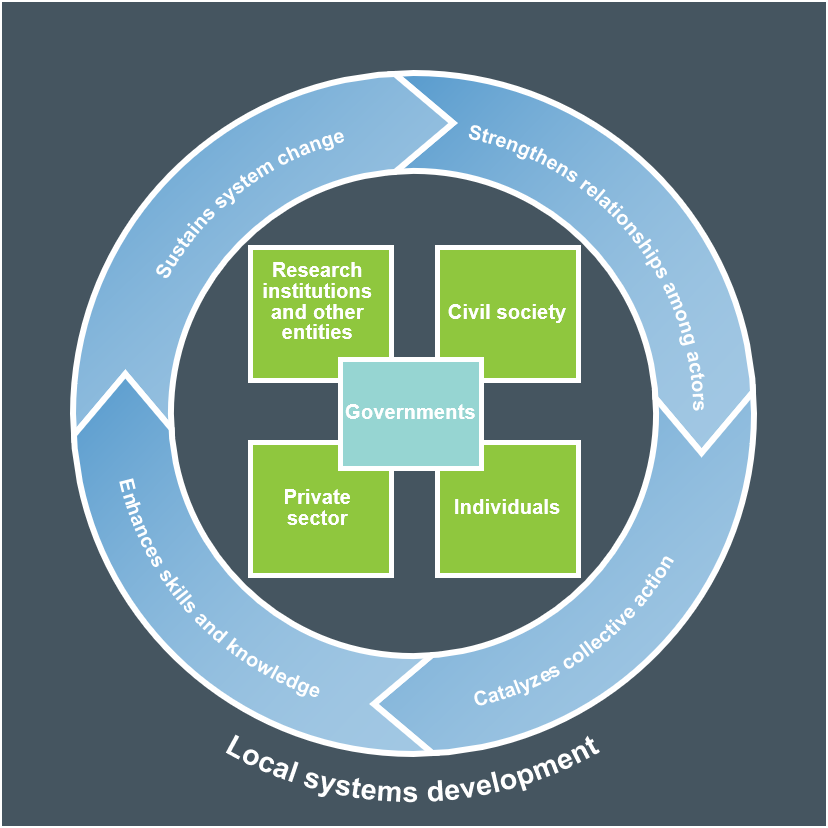 Sustains system change
Strengthens relationships among actors
Research
institutions
and other
entities
Civil society
Governments
Private
sector
Individuals
Enhances skills and knowledge
Catalyzes collective action
Local systems development